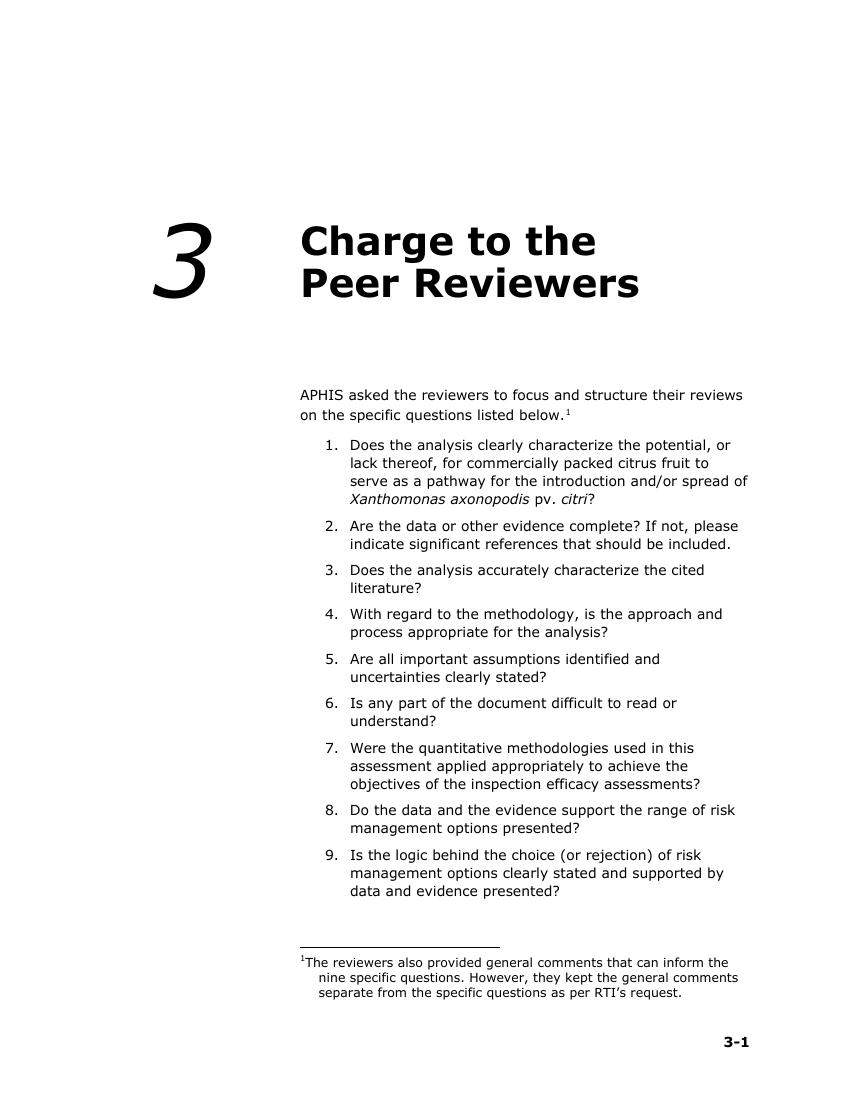 3
Charge to the
Peer Reviewers
APHIS asked the reviewers to focus and structure their reviews
on the specific questions listed below.1
1. Does the analysis clearly characterize the potential, or
lack thereof, for commercially packed citrus fruit to
serve as a pathway for the introduction and/or spread of
Xanthomonas axonopodis pv. citri?
2. Are the data or other evidence complete? If not, please
indicate significant references that should be included.
3. Does the analysis accurately characterize the cited
literature?
4. With regard to the methodology, is the approach and
process appropriate for the analysis?
5. Are all important assumptions identified and
uncertainties clearly stated?
6. Is any part of the document difficult to read or
understand?
7. Were the quantitative methodologies used in this
assessment applied appropriately to achieve the
objectives of the inspection efficacy assessments?
8. Do the data and the evidence support the range of risk
management options presented?
9. Is the logic behind the choice (or rejection) of risk
management options clearly stated and supported by
data and evidence presented?
1The reviewers also provided general comments that can inform the
nine specific questions. However, they kept the general comments
separate from the specific questions as per RTI’s request.
3-1